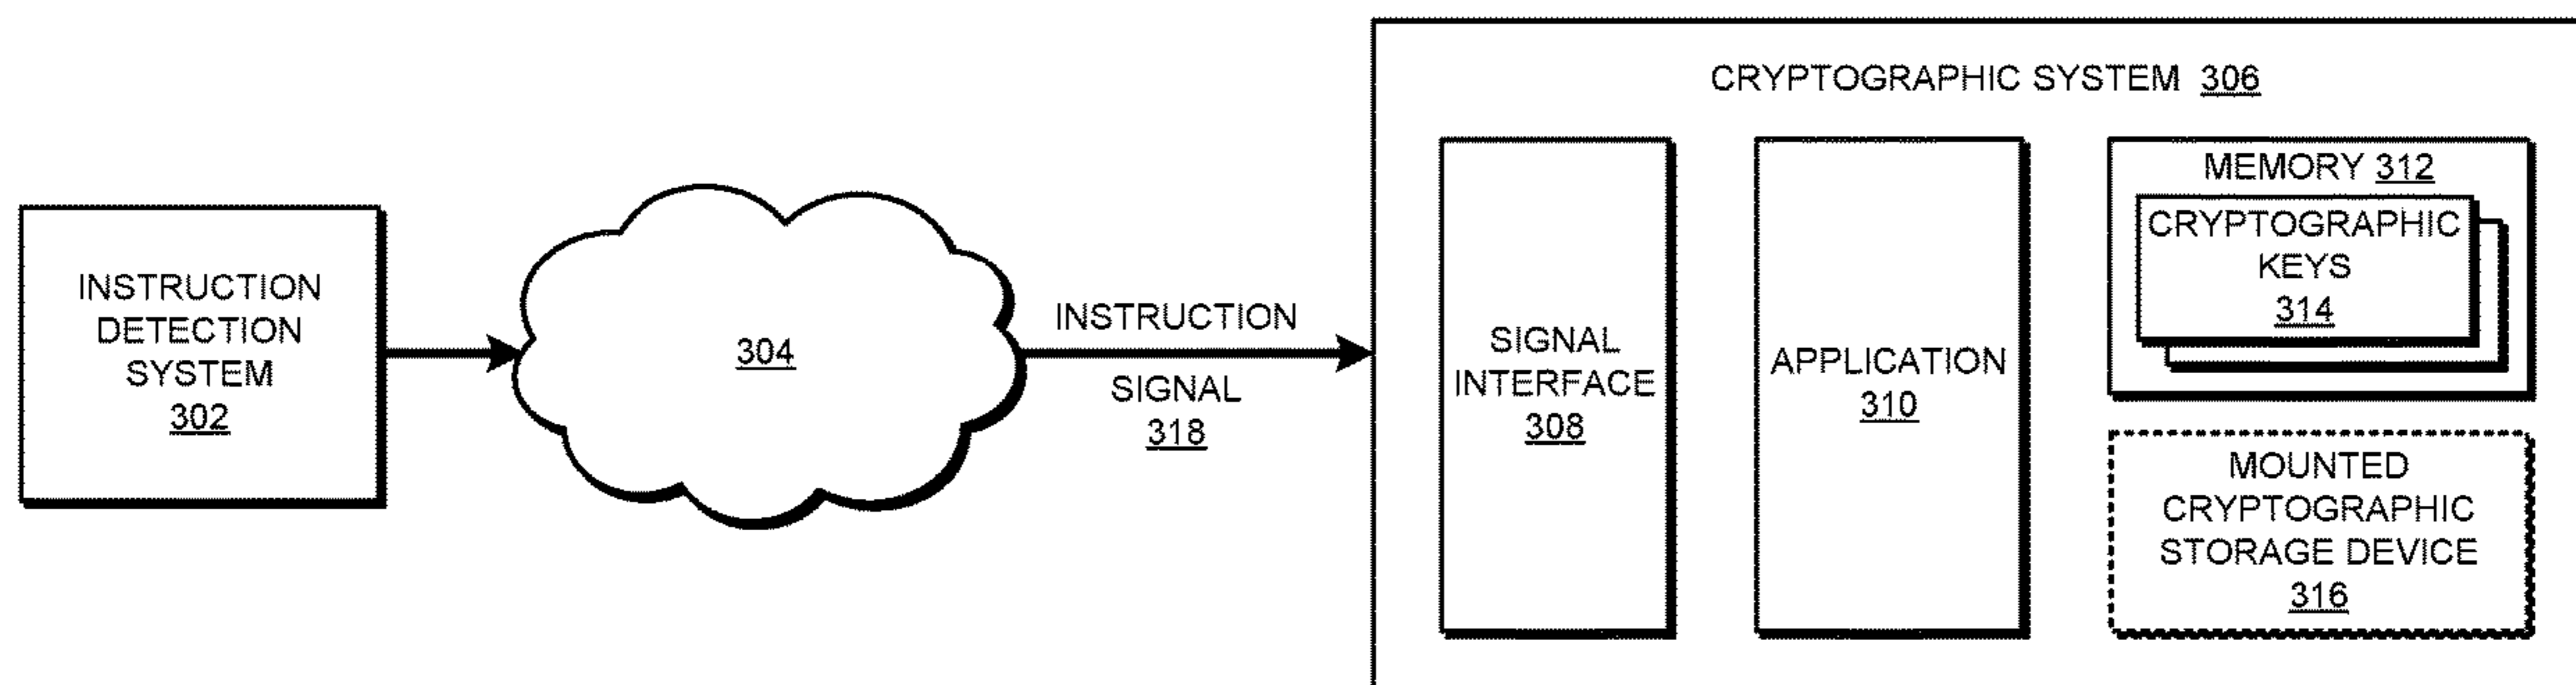 INSTRUCTION
DETECTION
SYSTEM
302
304
INSTRUCTION
SIGNAL
318
CRYPTOGRAPHIC SYSTEM 306
SIGNAL
INTERFACE
308
APPLICATION
310
MEMORY 312
CRYPTOGRAPHIC
KEYS
314
MOUNTED
CRYPTOGRAPHIC
STORAGE DEVICE
316